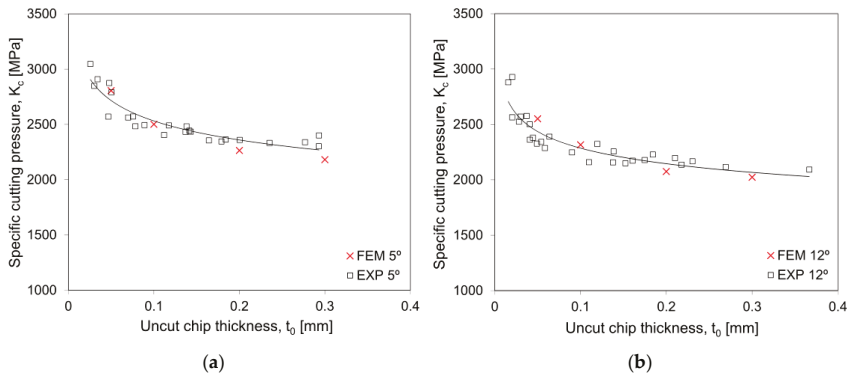 3500
3000
2500
2000
1500
1000
0
0.1
0.2
0.3
0.4
Specific cutting pressure, Kc [MPa]
Uncut chip thickness, t0 [mm]
FEM 5º
EXP 5º
(a)
3500
3000
2500
2000
1500
1000
0
0.1
0.2
0.3
0.4
Specific cutting pressure, Kc [MPa]
Uncut chip thickness, t0 [mm]
FEM 12º
EXP 12º
(b)